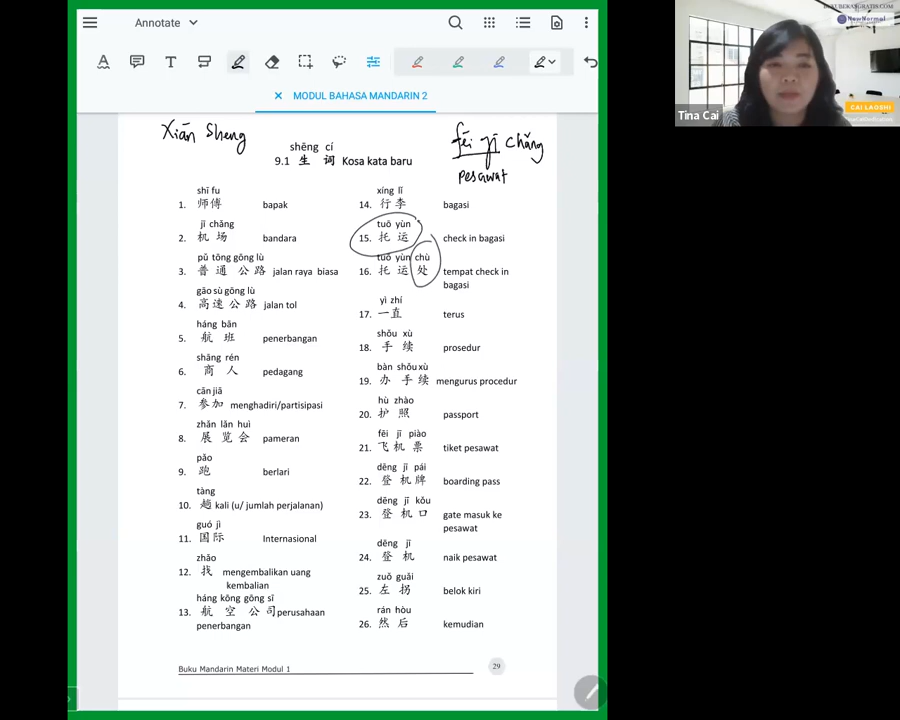 Annotate
MODUL BAHASA MANDARIN 2
Xiān Sheng
fēi jī chǎng
pesawat
shēng cí
9.1 生 词 Kosa kata baru
shī fu
1. 师傅 bapak
jī chǎng
2. 机 场 bandara
pǔ tōng gōng lù
3. 普 通 公 路 jalan raya biasa
gāo sù gōng lù
4. 高 速 公 路 jalan tol
háng bān
5. 航 班 penerbangan
shāng rén
6. 商 人 pedagang
cān jiā
7. 参 加 menghadiri/partisipasi
zhǎn lǎn huì
8. 展 览 会 pameran
pǎo
9. 跑 berlari
tàng
10. 趟 kali (u/ jumlah perjalanan)
guó jì
11. 国 际 Internasional
zhǎo
12. 找 mengembalikan uang
kembalian
háng kōng gōng sī
13. 航 空 公 司 perusahaan
penerbangan
xíng lǐ
14. 行 李 bagasi
tuō yùn
15. 托 运 check in bagasi
tuō yùn chù
16. 托 运 处 tempat check in
bagasi
yì zhí
17. 一 直 terus
shǒu xù
18. 手 续 prosedur
bàn shǒu xù
19. 办 手 续 mengurus procedur
hù zhào
20. 护 照 passport
fēi jī piào
21. 飞 机 票 tiket pesawat
dēng jī pái
22. 登 机 牌 boarding pass
dēng jī kǒu
23. 登 机 口 gate masuk ke
pesawat
dēng jī
24. 登 机 naik pesawat
zuǒ guǎi
25. 左 拐 belok kiri
rán hòu
26. 然 后 kemudian
Buku Mandarin Materi Modul 1
29
NewNormal
CAI LAOSHI
Tina Cai